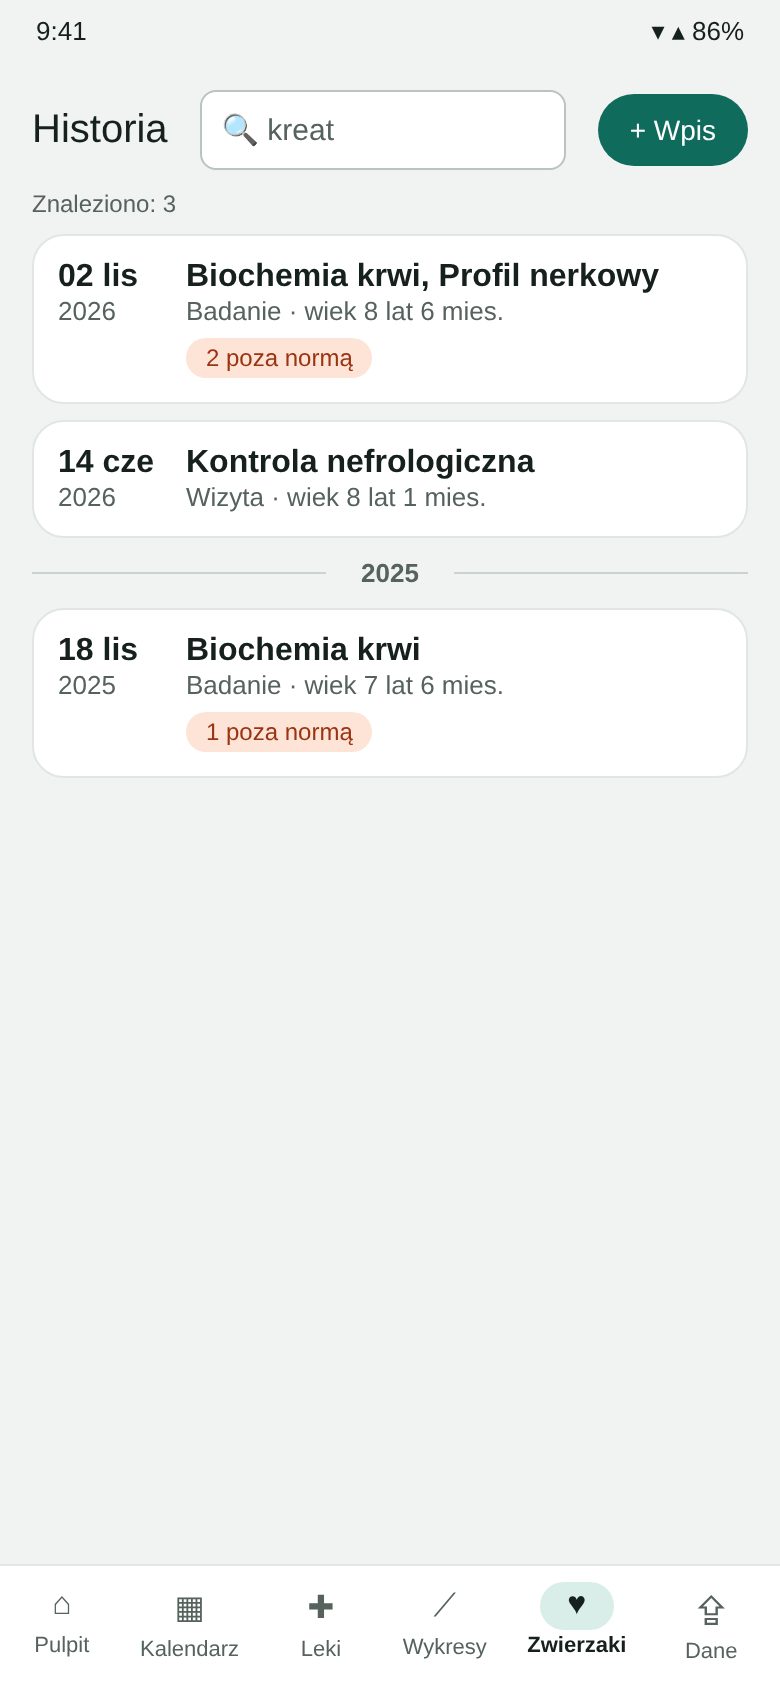 9:41 86%
Historia
kreat
+ Wpis
Znaleziono: 3
02 lis Biochemia krwi, Profil nerkowy
2026 Badanie · wiek 8 lat 6 mies.
2 poza normą
14 cze Kontrola nefrologiczna
2026 Wizyta · wiek 8 lat 1 mies.
2025
18 lis Biochemia krwi
2025 Badanie · wiek 7 lat 6 mies.
1 poza normą
Pulpit Kalendarz Leki Wykresy Zwierzaki Dane